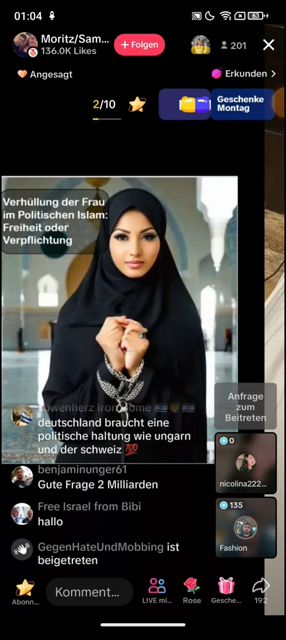 01:04
63
Moritz/Sam...
136.0K Likes
+ Folgen
201
Angesagt
Erkunden >
2/10
Geschenke
Montag
Verhüllung der Frau
im Politischen Islam:
Freiheit oder
Verpflichtung
deutschland braucht eine
politische haltung wie ungarn
und der schweiz 💯
benjaminunger61
Gute Frage 2 Milliarden
Free Israel from Bibi
hallo
GegenHateUndMobbing ist
beigetreten
Anfrage
zum
Beitreten
0
nicolina222...
135
Fashion
Kommentar...
Abonn...
LIVE mi...
Rose
Gesche...
192